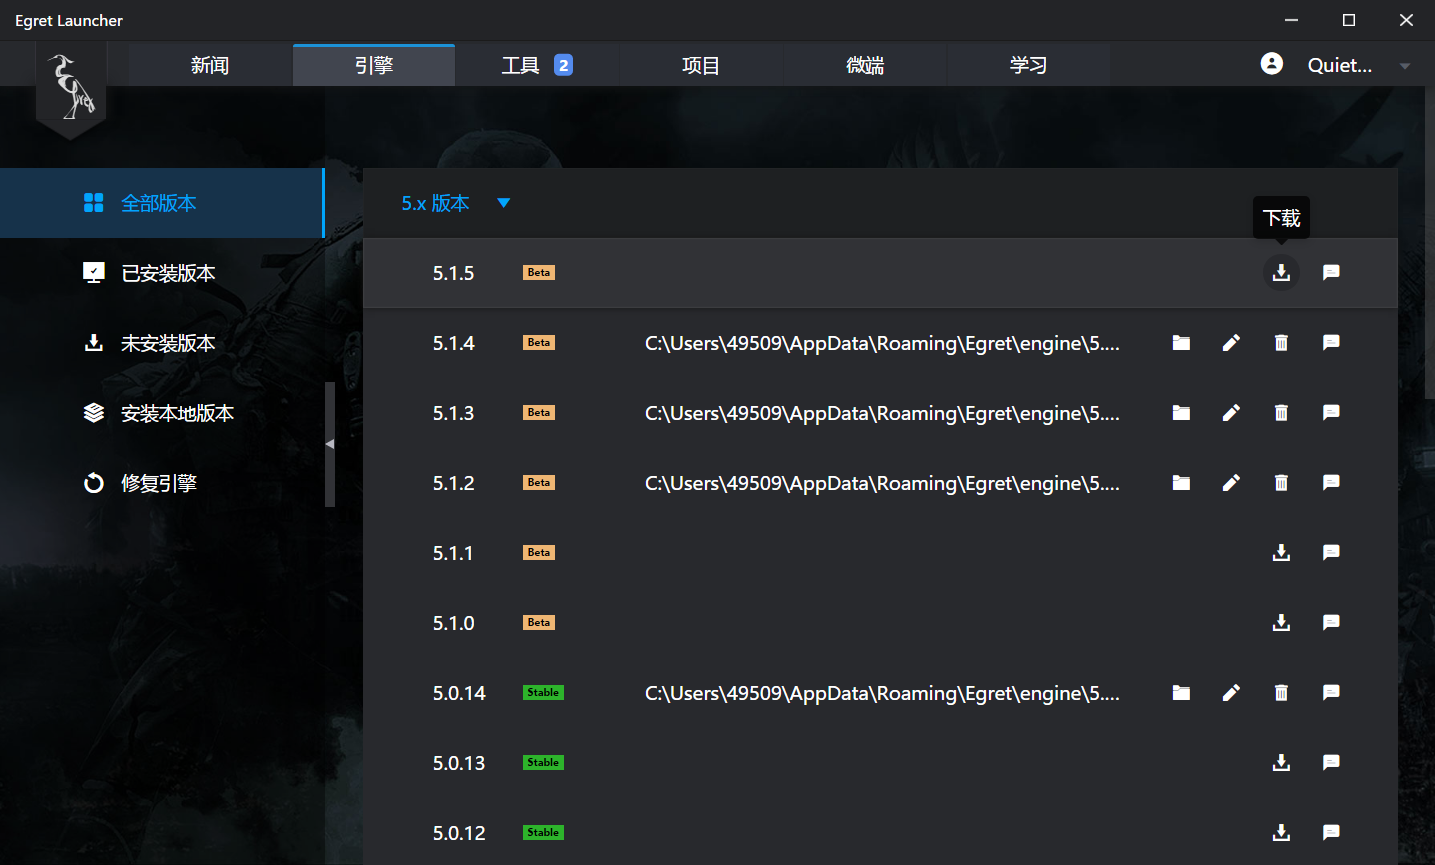 Egret Launcher
新闻 引擎 工具 2 项目 微端 学习 Quiet...
全部版本
已安装版本
未安装版本
安装本地版本
修复引擎
5.x 版本
下载
5.1.5 Beta
5.1.4 Beta C:\Users\49509\AppData\Roaming\Egret\engine\5....
5.1.3 Beta C:\Users\49509\AppData\Roaming\Egret\engine\5....
5.1.2 Beta C:\Users\49509\AppData\Roaming\Egret\engine\5....
5.1.1 Beta
5.1.0 Beta
5.0.14 Stable C:\Users\49509\AppData\Roaming\Egret\engine\5....
5.0.13 Stable
5.0.12 Stable